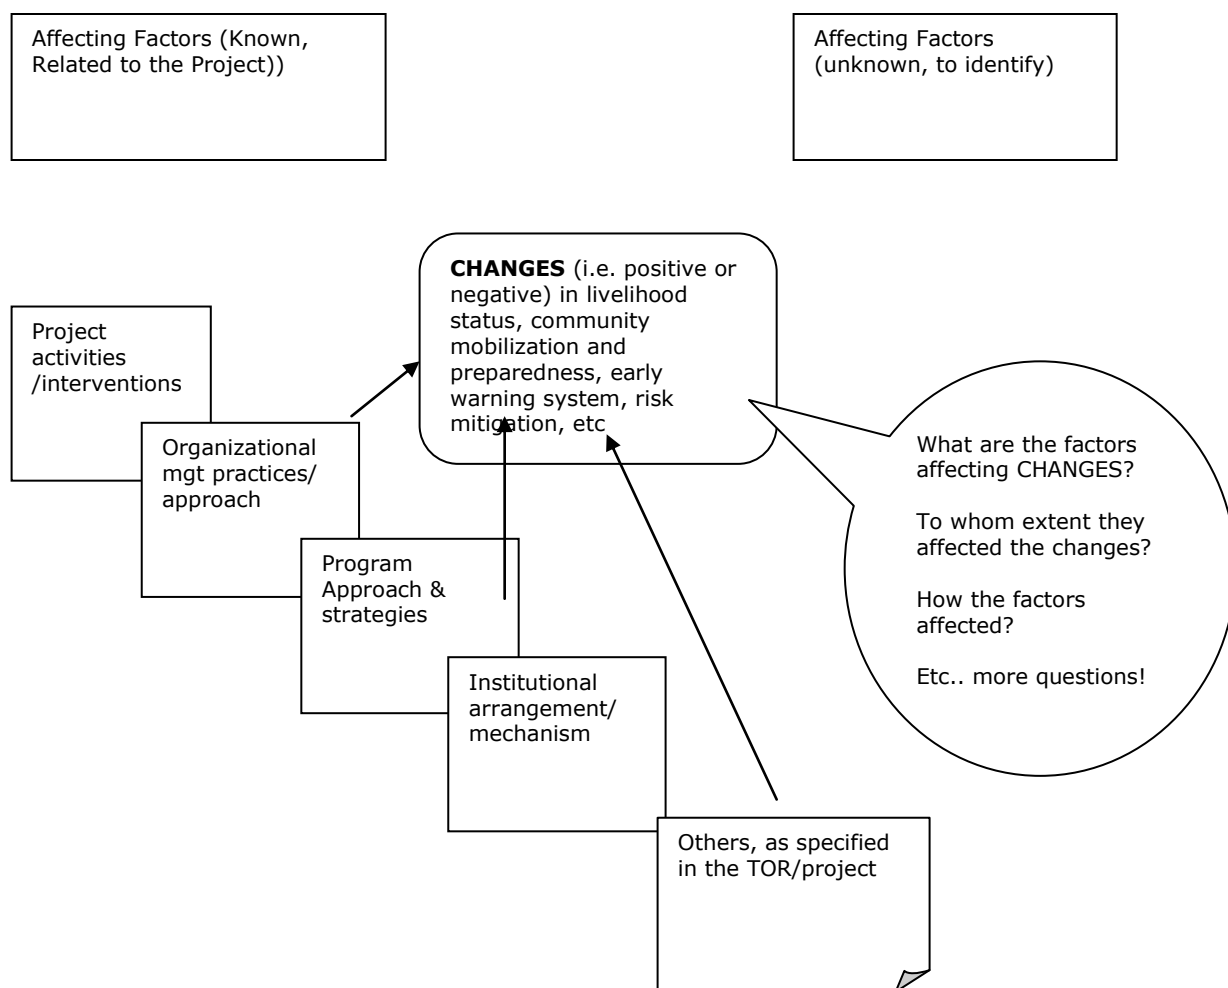 Affecting Factors (Known,
Related to the Project))
Affecting Factors
(unknown, to identify)
CHANGES (i.e. positive or
negative) in livelihood
status, community
mobilization and
preparedness, early
warning system, risk
mitigation, etc
Project
activities
/interventions
Organizational
mgt practices/
approach
Program
Approach &
strategies
Institutional
arrangement/
mechanism
Others, as specified
in the TOR/project
What are the factors
affecting CHANGES?
To whom extent they
affected the changes?
How the factors
affected?
Etc.. more questions!